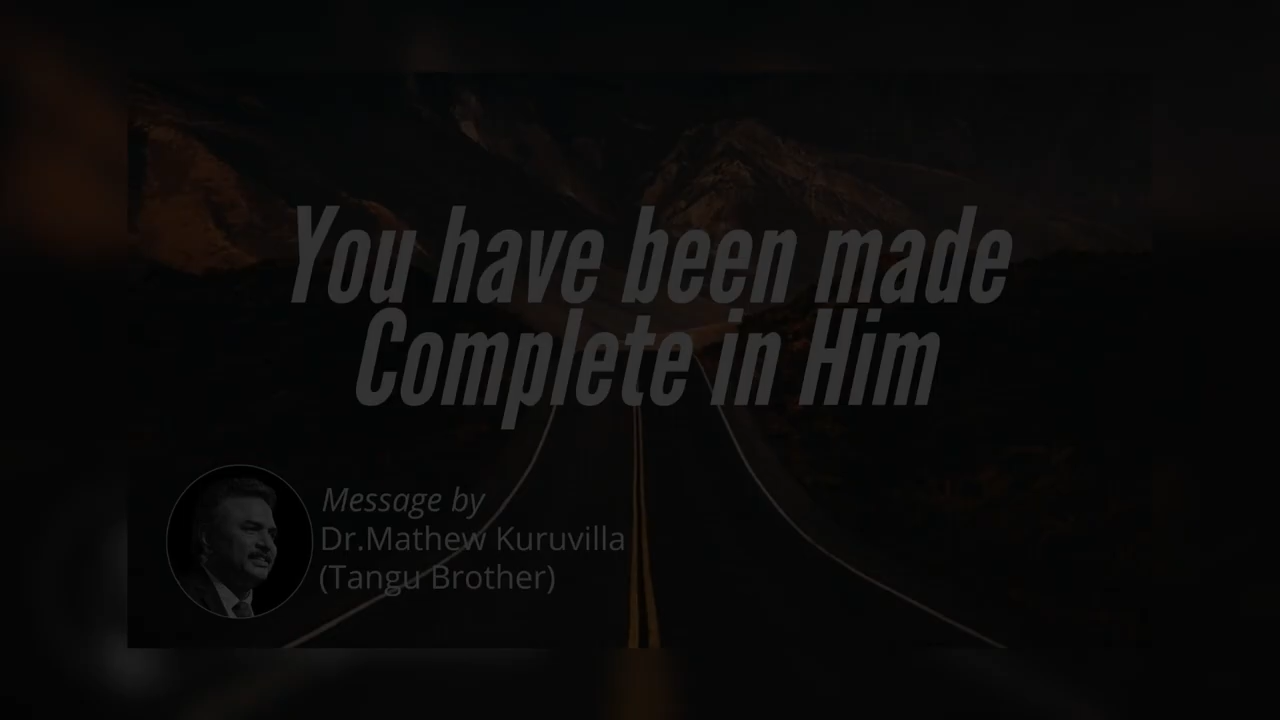 You have been made
Complete in Him
Message by
Dr.Mathew Kuruvilla
(Tangu Brother)